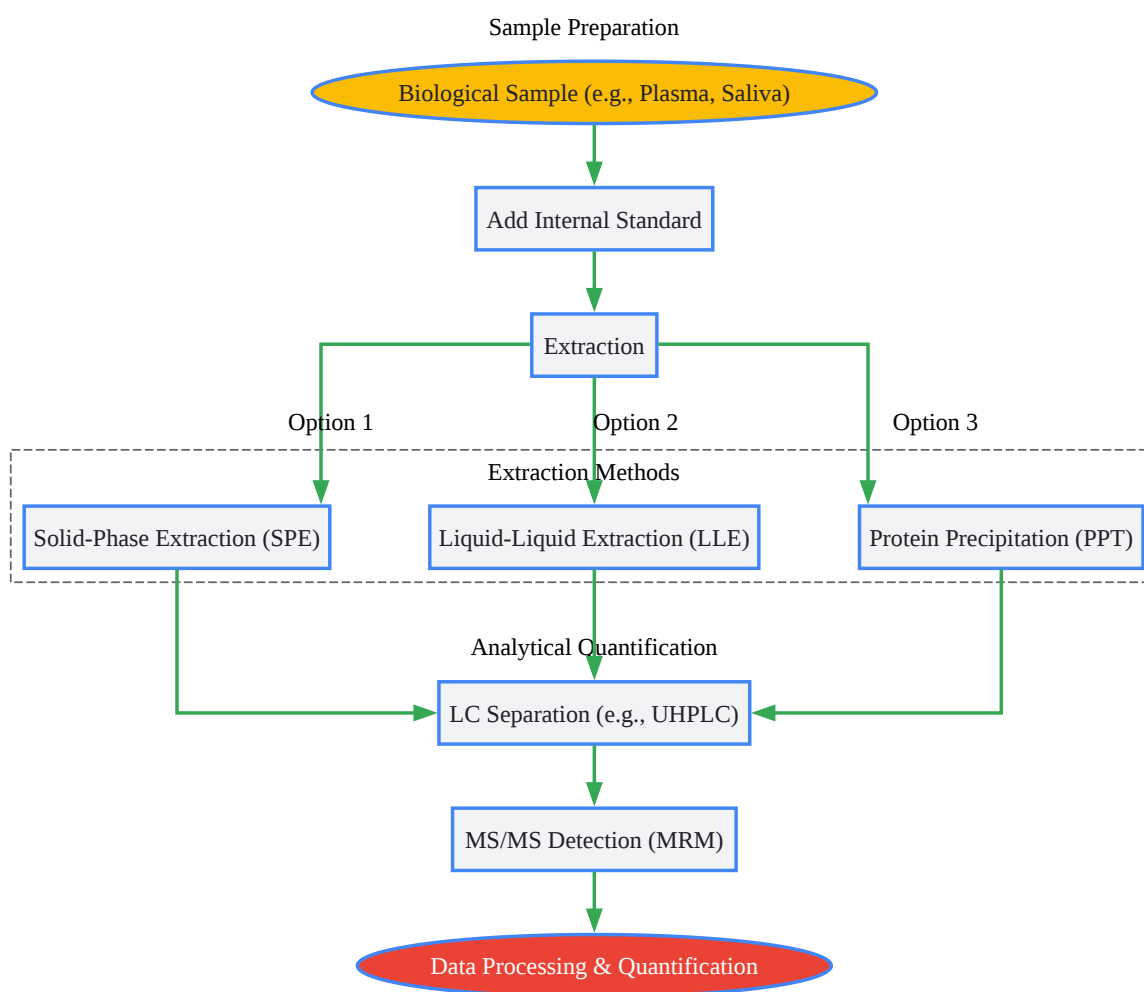 Sample Preparation
Biological Sample (e.g., Plasma, Saliva)
Add Internal Standard
Extraction
Option 1
Option 2
Option 3
Extraction Methods
Solid-Phase Extraction (SPE)
Liquid-Liquid Extraction (LLE)
Protein Precipitation (PPT)
Analytical Quantification
LC Separation (e.g., UHPLC)
MS/MS Detection (MRM)
Data Processing & Quantification